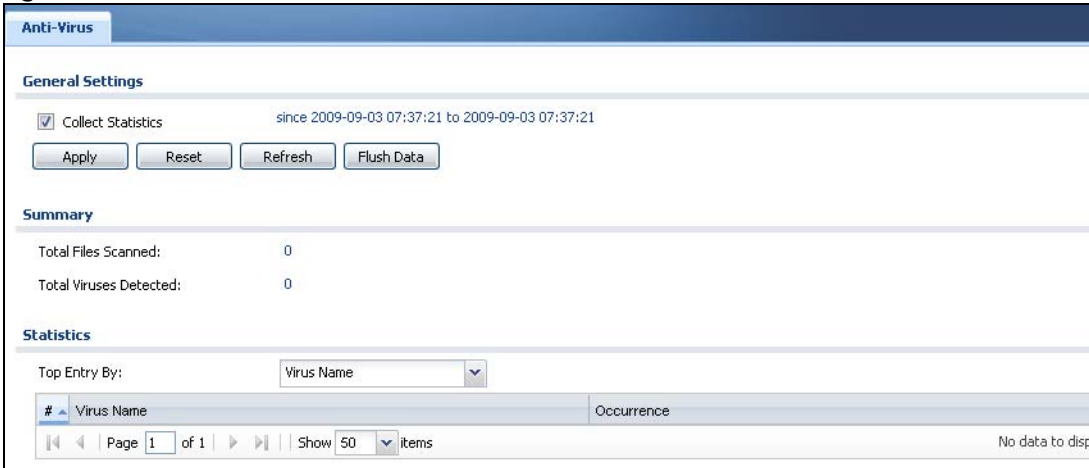 Anti-Virus
General Settings
Collect Statistics since 2009-09-03 07:37:21 to 2009-09-03 07:37:21
Apply Reset Refresh Flush Data
Summary
Total Files Scanned: 0
Total Viruses Detected: 0
Statistics
Top Entry By: Virus Name
# Virus Name Occurrence
Page 1 of 1 Show 50 items No data to disp